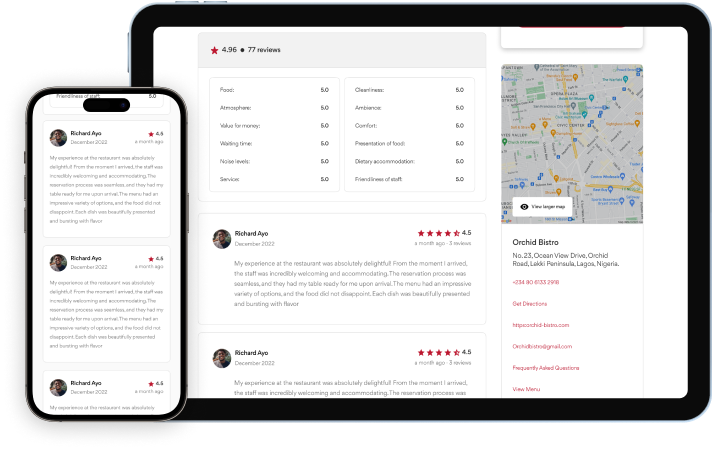 4.96 ● 77 reviews
Food: 5.0
Atmosphere: 5.0
Value for money: 5.0
Waiting time: 5.0
Noise levels: 5.0
Service: 5.0
Cleanliness: 5.0
Ambiance: 5.0
Comfort: 5.0
Presentation of food: 5.0
Dietary accommodation: 5.0
Friendliness of staff: 5.0
Richard Ayo 4.5
December 2022 a month ago · 3 reviews
My experience at the restaurant was absolutely delightful! From the moment I arrived,
the staff was incredibly welcoming and accommodating.The reservation process was
seamless,and they had my table ready for me upon arrival.The menu had an impressive
variety of options,and the food did not disappoint. Each dish was beautifully presented
and bursting with flavor
Richard Ayo 4.5
December 2022 a month ago · 3 reviews
My experience at the restaurant was absolutely delightful! From the moment I arrived,
the staff was incredibly welcoming and accommodating.The reservation process was
seamless,and they had my table ready for me upon arrival.The menu had an impressive
CIVIC CENTER
View larger map
Orchid Bistro
No. 23, Ocean View Drive, Orchid
Road, Lekki Peninsula, Lagos, Nigeria.
+234 80 6133 2918
Get Directions
https:orchid-bistro.com
Orchidbistro@gmail.com
Frequently Asked Questions
View Menu
Friendliness of staff: 5.0
Richard Ayo 4.5
December 2022 a month ago
My experience at the restaurant was absolutely
delightful! From the moment I arrived, the staff was
incredibly welcoming and accommodating.The
reservation process was seamless,and they had my
table ready for me upon arrival.The menu had an
impressive variety of options,and the food did not
disappoint. Each dish was beautifully presented
and bursting with flavor
Richard Ayo 4.5
December 2022 a month ago
My experience at the restaurant was absolutely
delightful! From the moment I arrived, the staff was
incredibly welcoming and accommodating.The
reservation process was seamless,and they had my
table ready for me upon arrival.The menu had an
impressive variety of options,and the food did not
disappoint. Each dish was beautifully presented
and bursting with flavor
Richard Ayo 4.5
December 2022 a month ago
My experience at the restaurant was absolutely